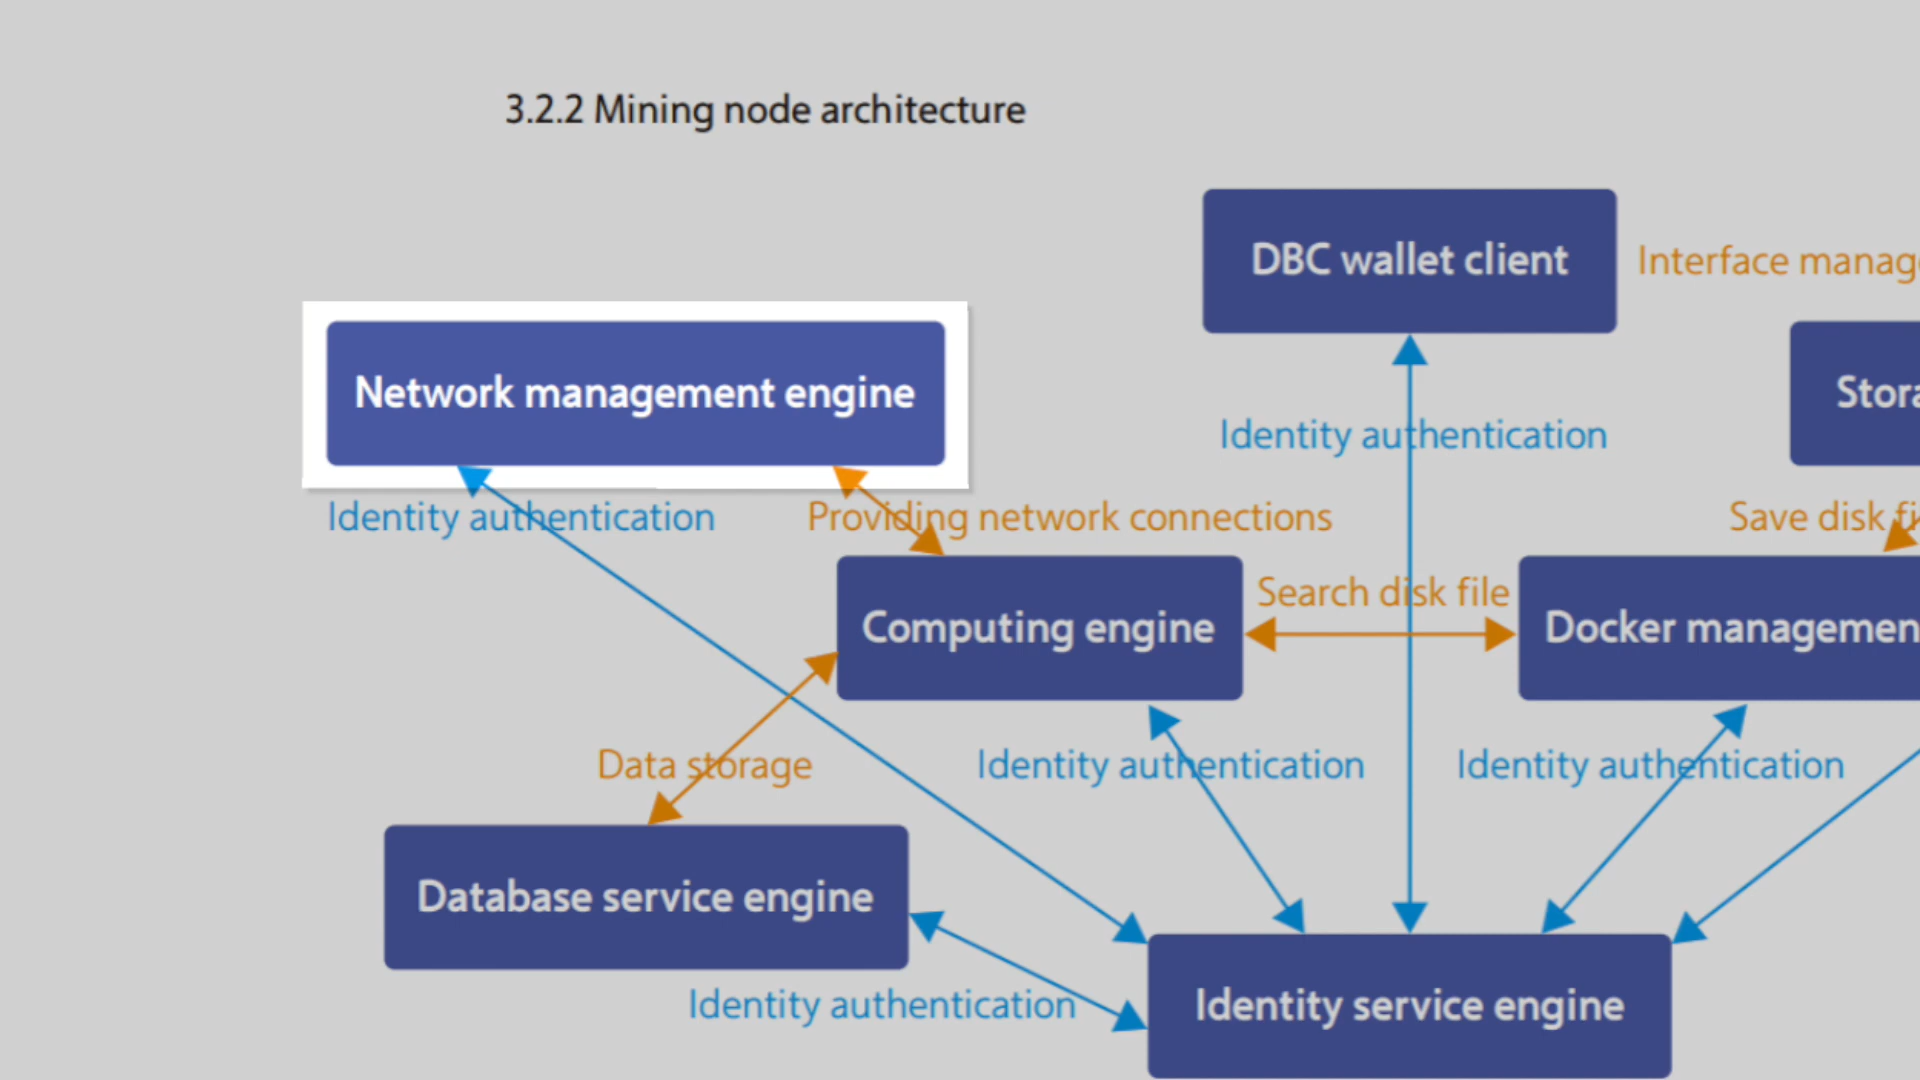 3.2.2 Mining node architecture
DBC wallet client
Interface manag
Network management engine
Identity authentication
Identity authentication
Providing network connections
Save disk
Computing engine
Search disk file
Docker managemen
Data storage
Identity authentication
Identity authentication
Database service engine
Identity authentication
Identity service engine